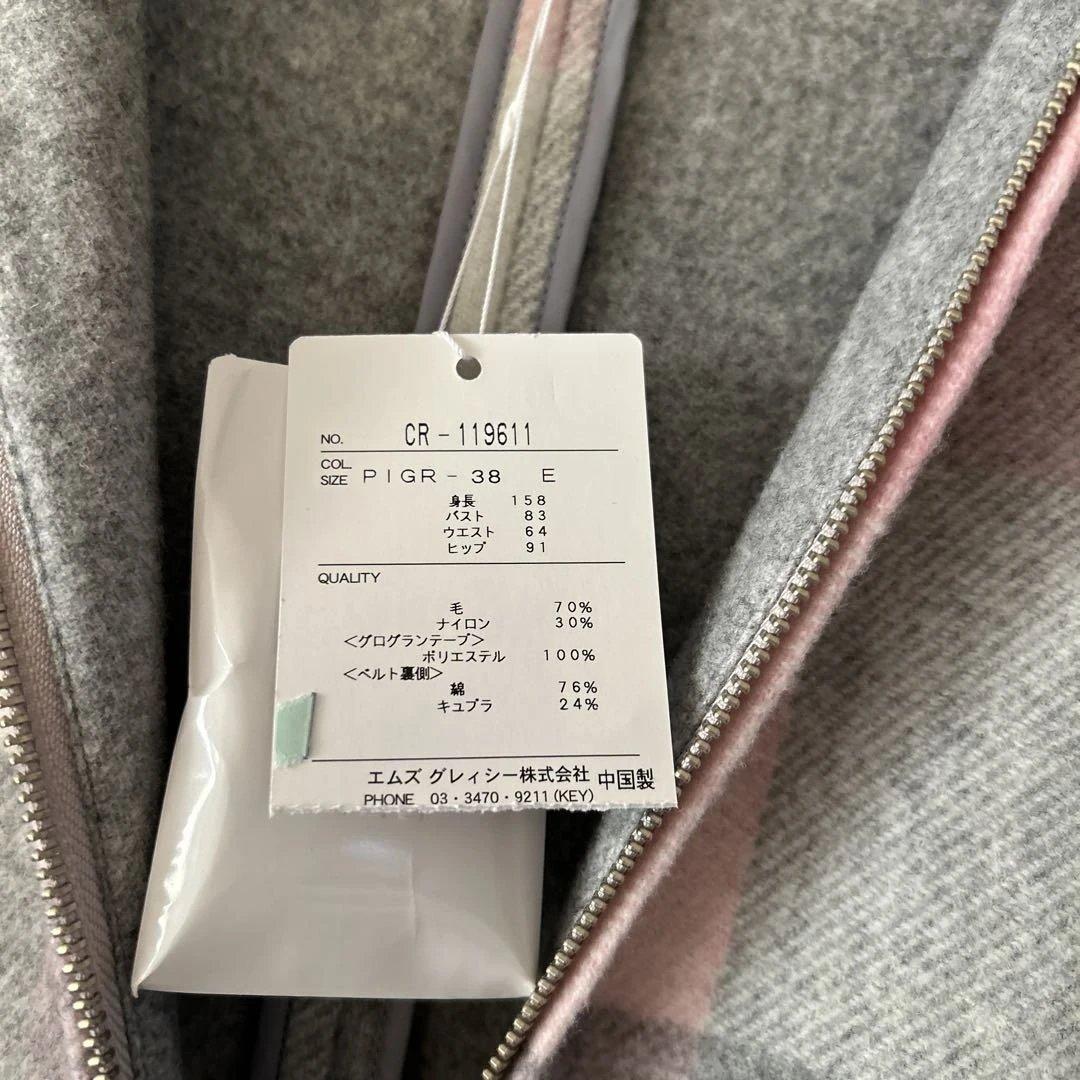 NO. CR-119611
COL.
SIZE PIGR-38 E
身長 158
バスト 83
ウエスト 64
ヒップ 91
QUALITY
毛 70%
ナイロン 30%
<グログランテープ>
ポリエステル 100%
<ベルト裏側>
綿 76%
キュプラ 24%
エムズ グレィシー株式会社 中国製
PHONE 03・3470・9211(KEY)